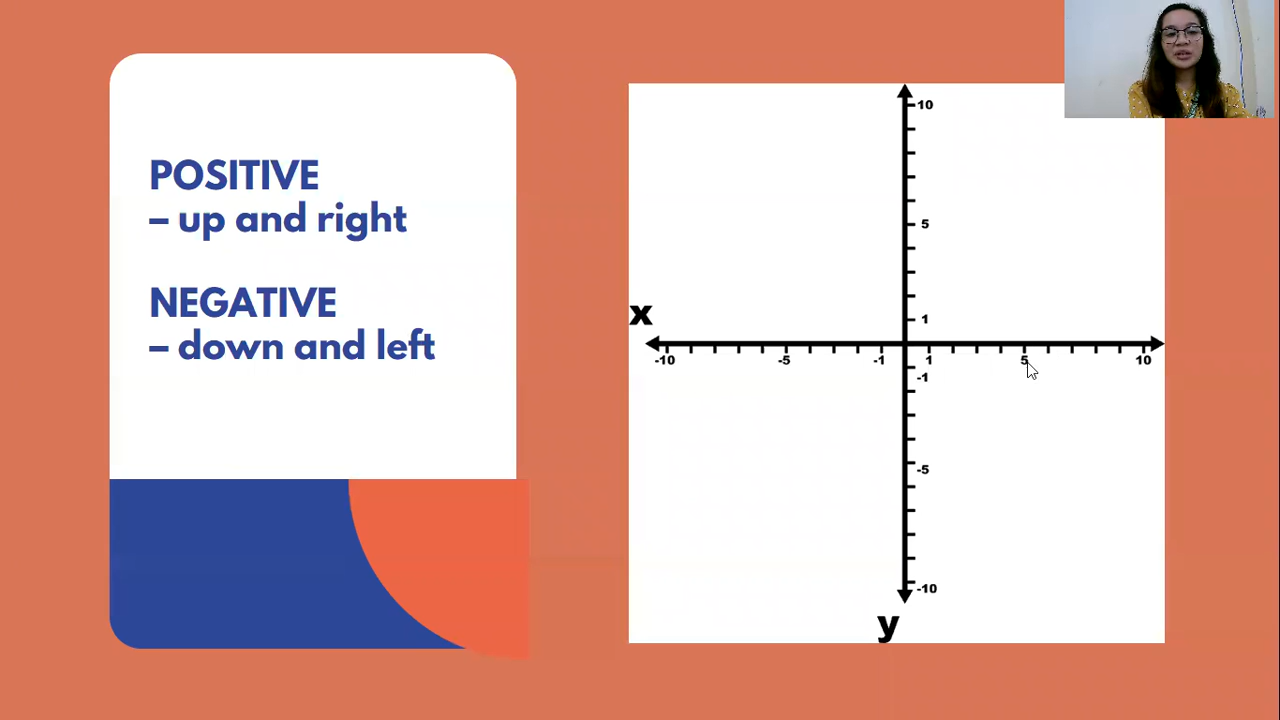 POSITIVE
– up and right
NEGATIVE
– down and left
10
5
1
x
-10 -5 -1 1 5 10
-1
-5
-10
y